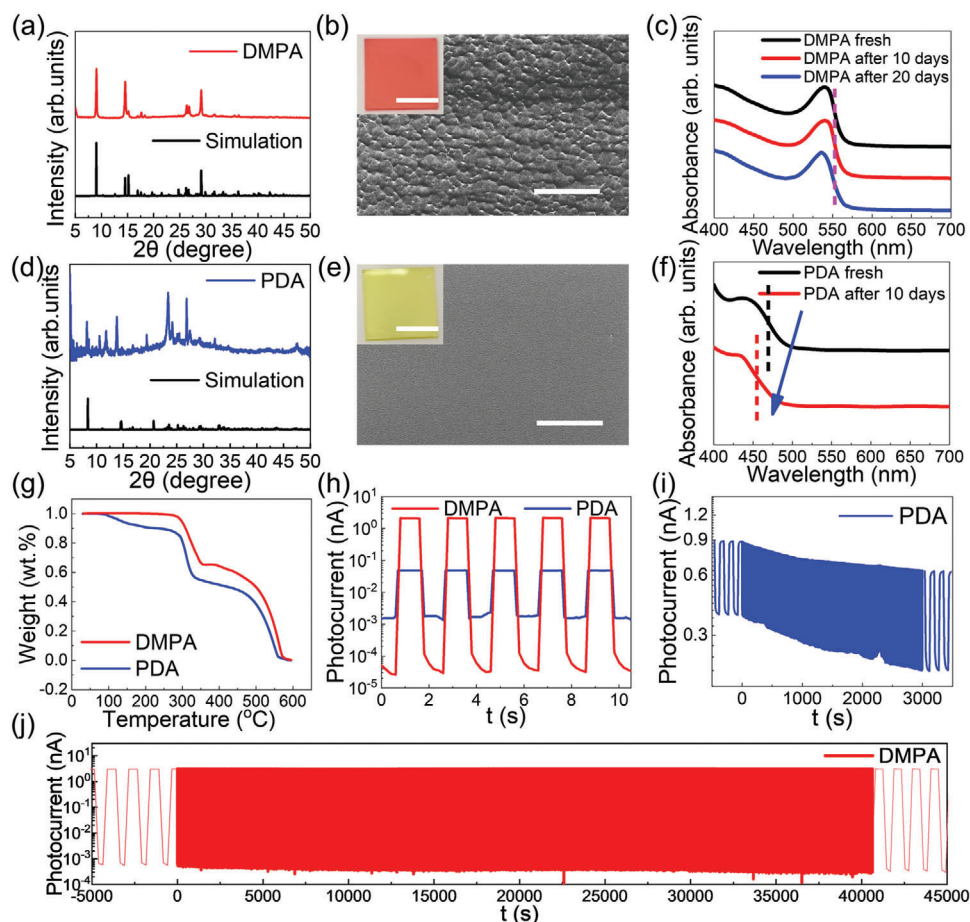 (a)
DMPA
Simulation
Intensity (arb. units)
5 10 15 20 25 30 35 40 45 50
2θ (degree)
(b)
(c)
DMPA fresh
DMPA after 10 days
DMPA after 20 days
Absorbance (arb. units)
400 450 500 550 600 650 700
Wavelength (nm)
(d)
PDA
Simulation
Intensity (arb.units)
5 10 15 20 25 30 35 40 45 50
2θ (degree)
(e)
(f)
PDA fresh
PDA after 10 days
Absorbance (arb. units)
400 450 500 550 600 650 700
Wavelength (nm)
(g)
Weight (wt.%)
1.0
0.8
0.6
0.4
0.2
0.0
-0.2
DMPA
PDA
0 100 200 300 400 500 600 700
Temperature (°C)
(h)
DMPA PDA
Photocurrent (nA)
10¹
10⁰
10⁻¹
10⁻²
10⁻³
10⁻⁴
10⁻⁵
0 2 4 6 8 10
t (s)
(i)
PDA
Photocurrent (nA)
1.2
0.9
0.6
0.3
0 1000 2000 3000
t (s)
(j)
DMPA
Photocurrent (nA)
10¹
10⁰
10⁻¹
10⁻²
10⁻³
10⁻⁴
-5000 0 5000 10000 15000 20000 25000 30000 35000 40000 45000
t (s)